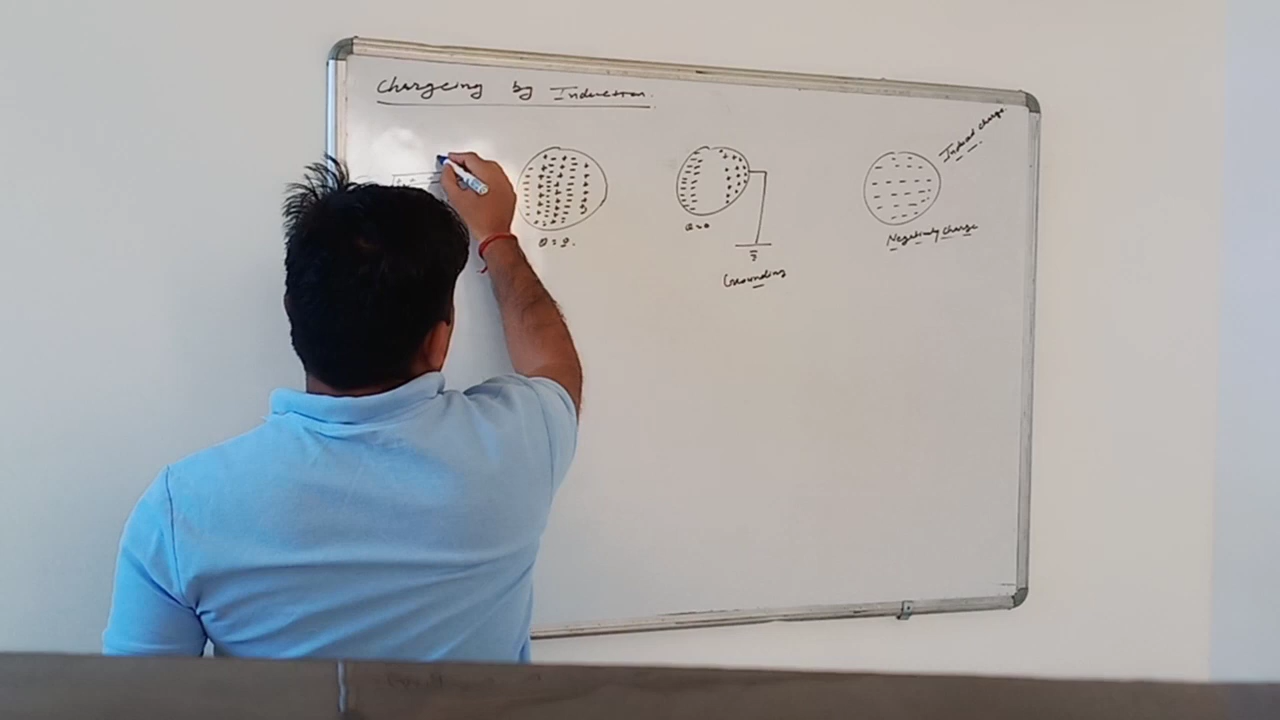 Chargeing by Induction.
Induced charge.
Q = 0
Grounding
Negatively charge